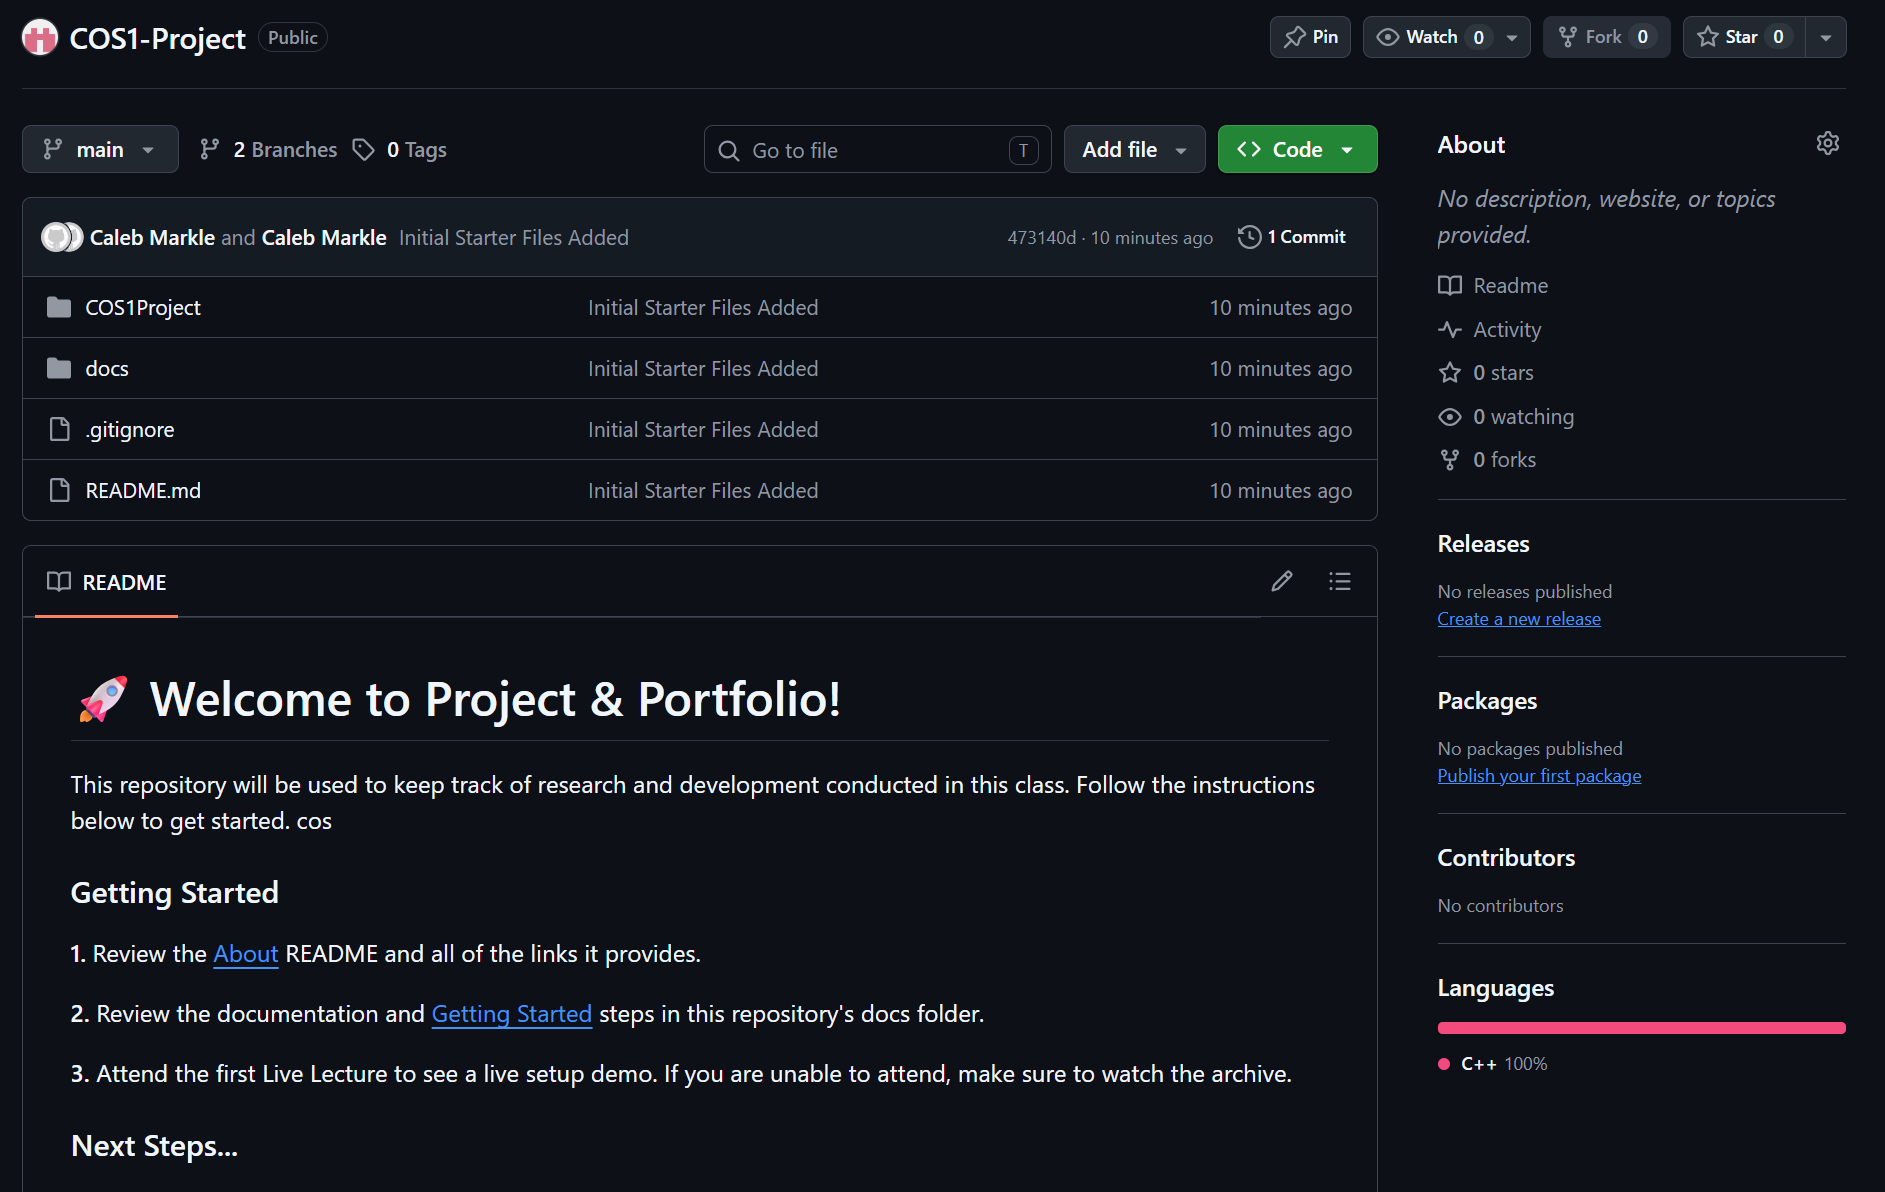 COS1-Project Public
Pin Watch 0 Fork 0 Star 0
main 2 Branches 0 Tags Go to file T Add file Code
Caleb Markle and Caleb Markle Initial Starter Files Added 473140d · 10 minutes ago 1 Commit
COS1Project Initial Starter Files Added 10 minutes ago
docs Initial Starter Files Added 10 minutes ago
.gitignore Initial Starter Files Added 10 minutes ago
README.md Initial Starter Files Added 10 minutes ago
README
🚀 Welcome to Project & Portfolio!
This repository will be used to keep track of research and development conducted in this class. Follow the instructions
below to get started. cos
Getting Started
1. Review the About README and all of the links it provides.
2. Review the documentation and Getting Started steps in this repository's docs folder.
3. Attend the first Live Lecture to see a live setup demo. If you are unable to attend, make sure to watch the archive.
Next Steps...
About
No description, website, or topics
provided.
Readme
Activity
0 stars
0 watching
0 forks
Releases
No releases published
Create a new release
Packages
No packages published
Publish your first package
Contributors
No contributors
Languages
C++ 100%